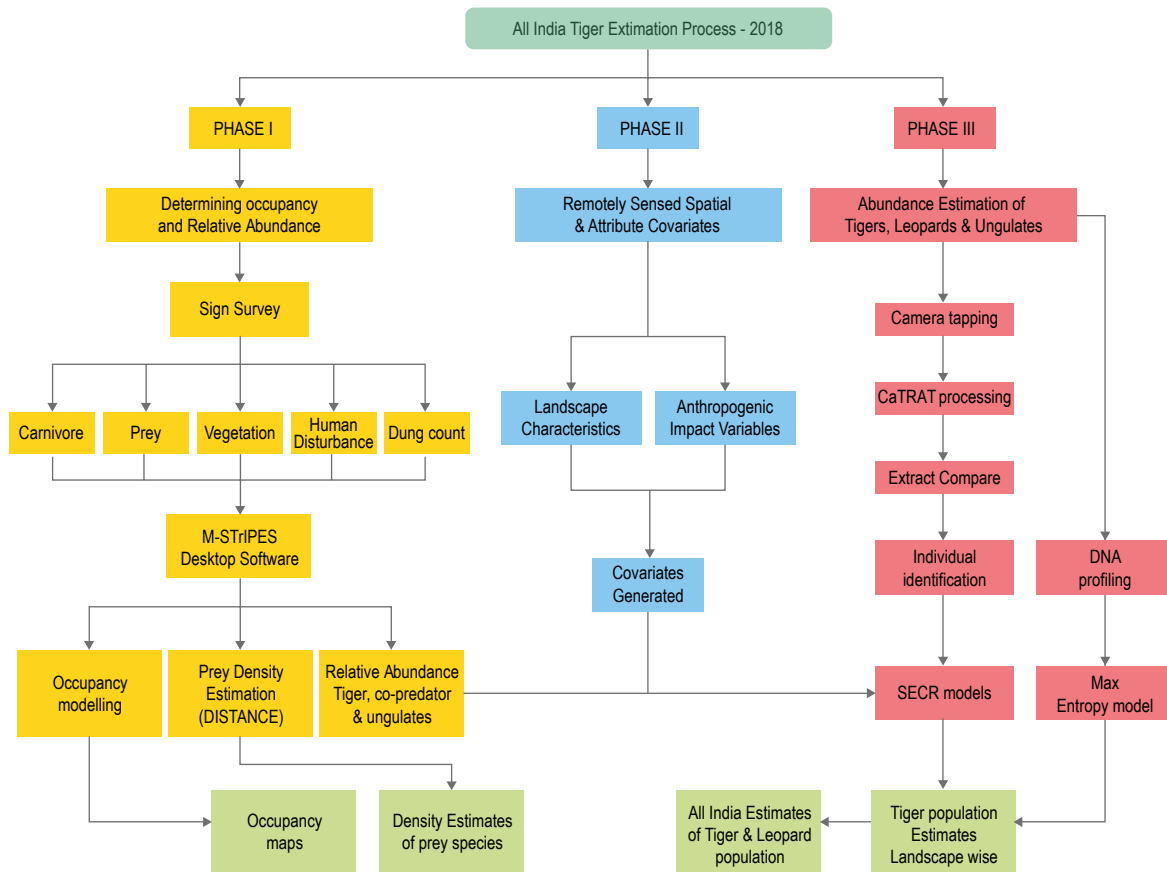 All India Tiger Extimation Process - 2018
PHASE I
PHASE II
PHASE III
Determining occupancy
and Relative Abundance
Remotely Sensed Spatial
& Attribute Covariates
Abundance Estimation of
Tigers, Leopards & Ungulates
Sign Survey
Camera tapping
CaTRAT processing
Carnivore
Prey
Vegetation
Human
Disturbance
Dung count
Landscape
Characteristics
Anthropogenic
Impact Variables
Extract Compare
M-STrIPES
Desktop Software
Individual
identification
DNA
profiling
Covariates
Generated
Occupancy
modelling
Prey Density
Estimation
(DISTANCE)
Relative Abundance
Tiger, co-predator
& ungulates
SECR models
Max
Entropy model
Occupancy
maps
Density Estimates
of prey species
All India Estimates
of Tiger & Leopard
population
Tiger population
Estimates
Landscape wise